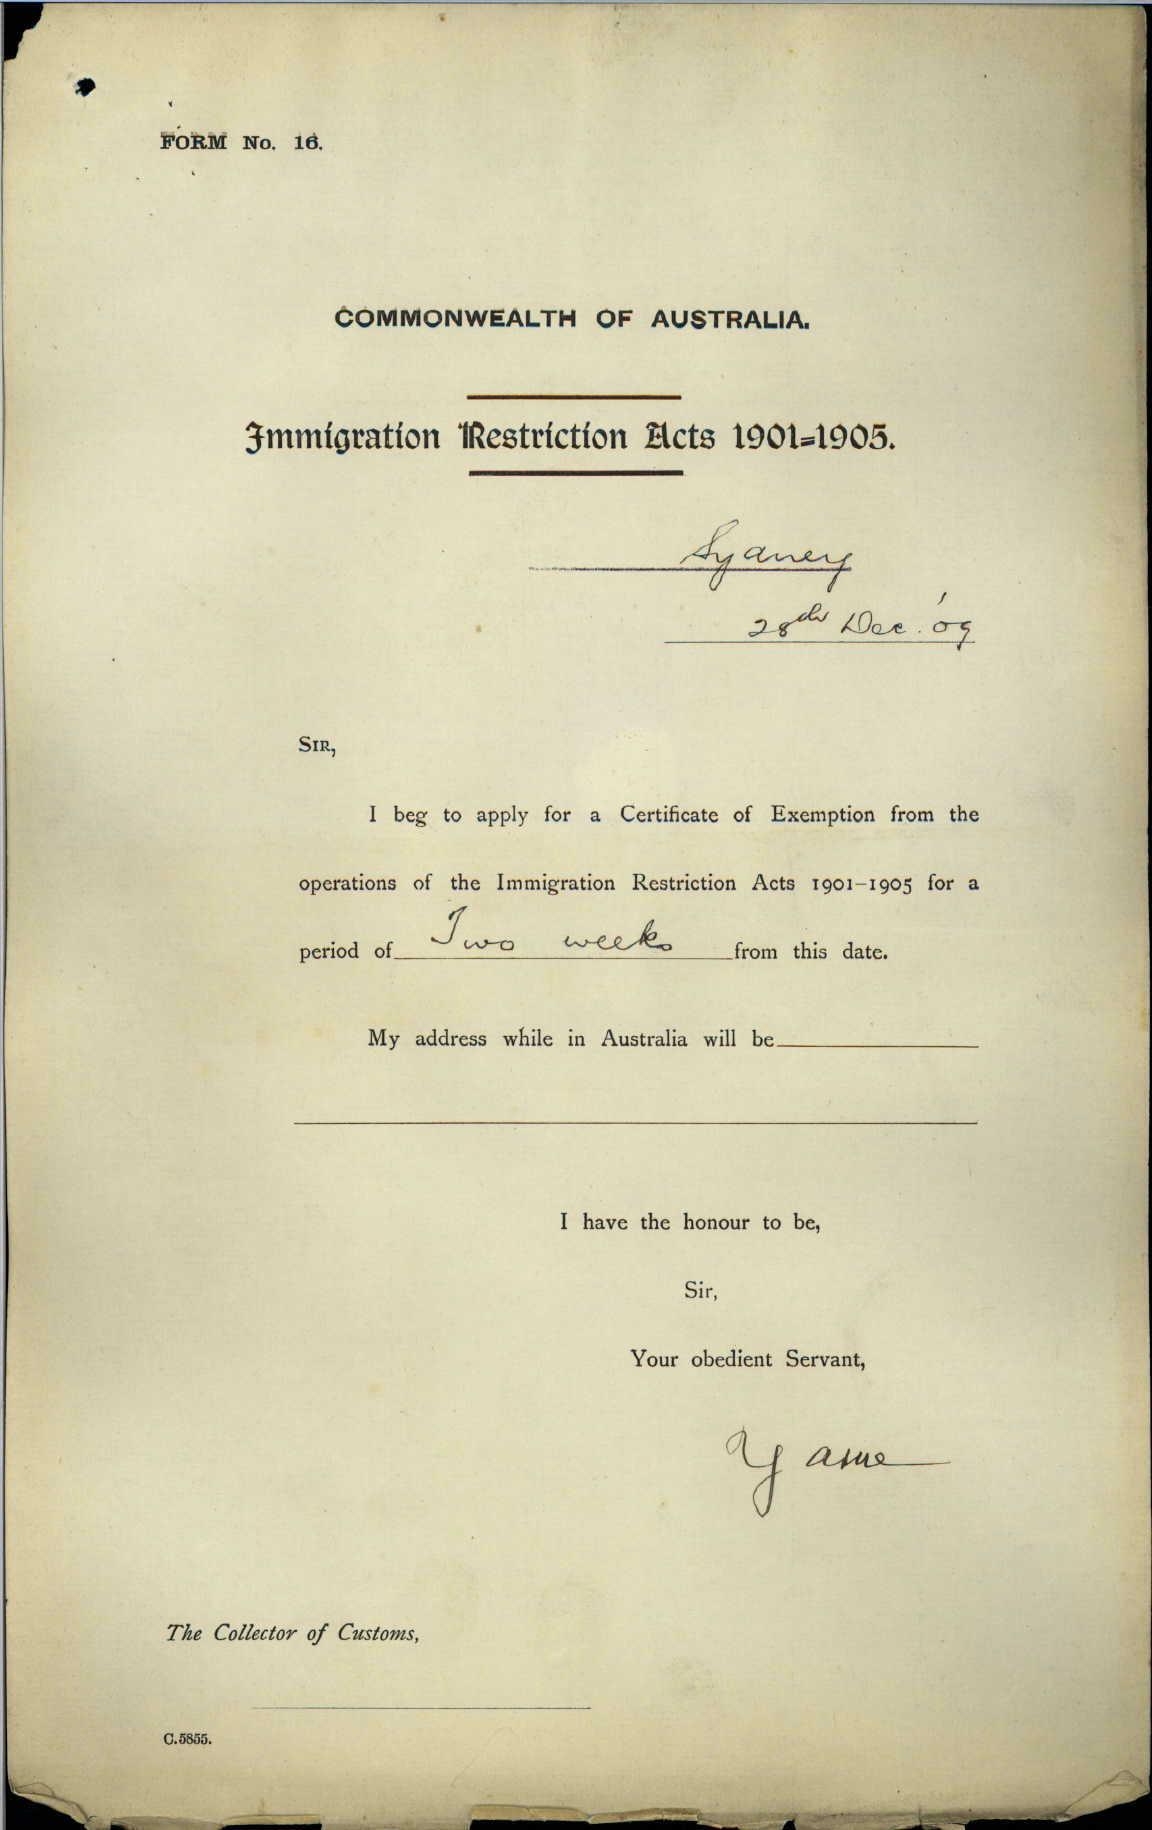 FORM No. 16.
COMMONWEALTH OF AUSTRALIA.
Immigration Restriction Acts 1901=1905.
Sydney
28th Dec. '09
SIR,
I beg to apply for a Certificate of Exemption from the
operations of the Immigration Restriction Acts 1901–1905 for a
period of Two weeks from this date.
My address while in Australia will be
I have the honour to be,
Sir,
Your obedient Servant,
The Collector of Customs,
C.5855.